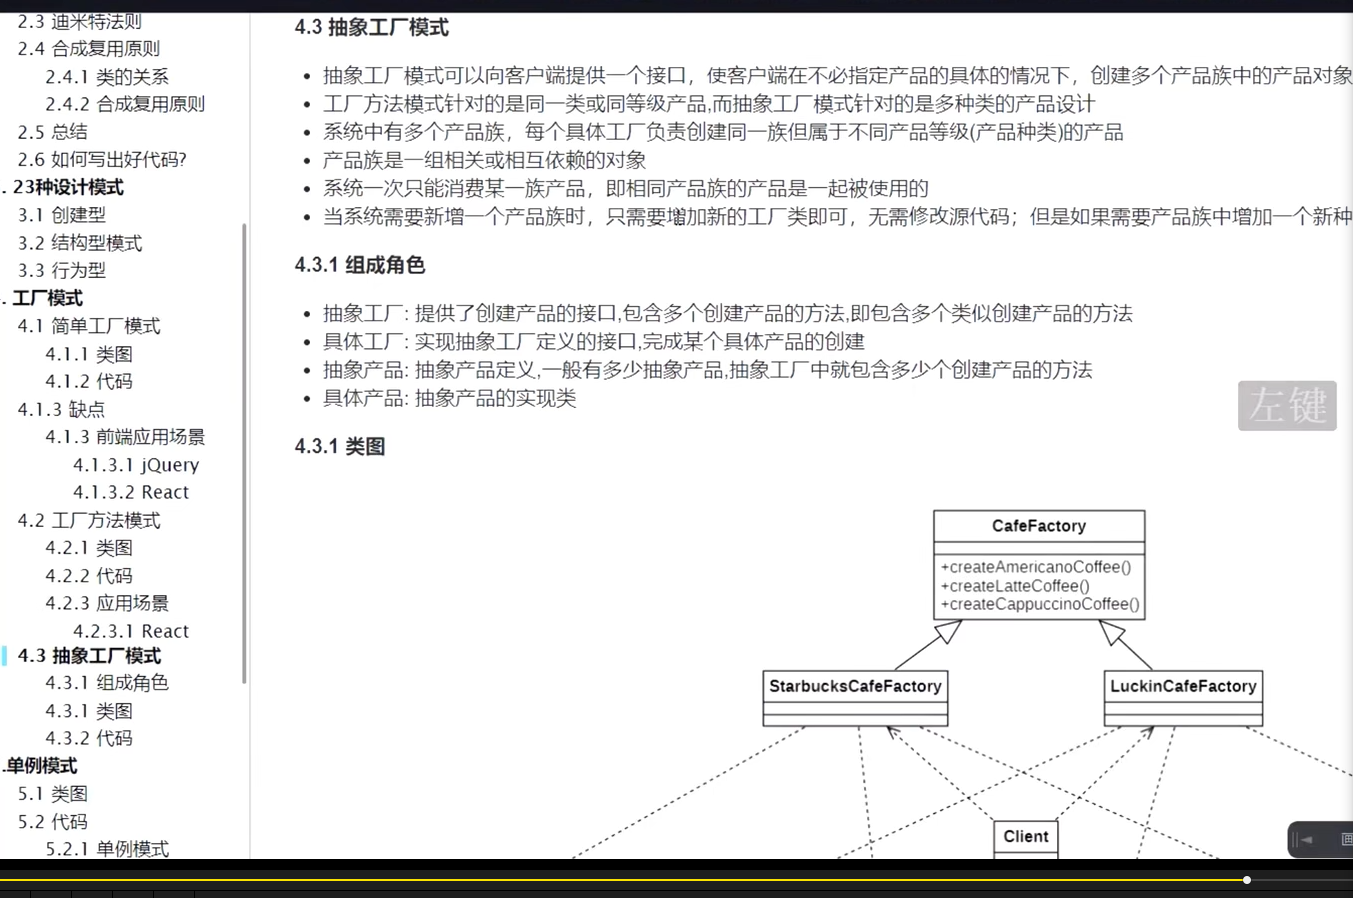 2.3 迪米特法则
2.4 合成复用原则
2.4.1 类的关系
2.4.2 合成复用原则
2.5 总结
2.6 如何写出好代码?
. 23种设计模式
3.1 创建型
3.2 结构型模式
3.3 行为型
. 工厂模式
4.1 简单工厂模式
4.1.1 类图
4.1.2 代码
4.1.3 缺点
4.1.3 前端应用场景
4.1.3.1 jQuery
4.1.3.2 React
4.2 工厂方法模式
4.2.1 类图
4.2.2 代码
4.2.3 应用场景
4.2.3.1 React
4.3 抽象工厂模式
4.3.1 组成角色
4.3.1 类图
4.3.2 代码
.单例模式
5.1 类图
5.2 代码
5.2.1 单例模式
4.3 抽象工厂模式
抽象工厂模式可以向客户端提供一个接口，使客户端在不必指定产品的具体的情况下，创建多个产品族中的产品对象
工厂方法模式针对的是同一类或同等级产品,而抽象工厂模式针对的是多种类的产品设计
系统中有多个产品族，每个具体工厂负责创建同一族但属于不同产品等级(产品种类)的产品
产品族是一组相关或相互依赖的对象
系统一次只能消费某一族产品，即相同产品族的产品是一起被使用的
当系统需要新增一个产品族时，只需要增加新的工厂类即可，无需修改源代码；但是如果需要产品族中增加一个新种
4.3.1 组成角色
抽象工厂: 提供了创建产品的接口,包含多个创建产品的方法,即包含多个类似创建产品的方法
具体工厂: 实现抽象工厂定义的接口,完成某个具体产品的创建
抽象产品: 抽象产品定义,一般有多少抽象产品,抽象工厂中就包含多少个创建产品的方法
具体产品: 抽象产品的实现类
左键
4.3.1 类图
CafeFactory
+createAmericanoCoffee()
+createLatteCoffee()
+createCappuccinoCoffee()
StarbucksCafeFactory
LuckinCafeFactory
Client